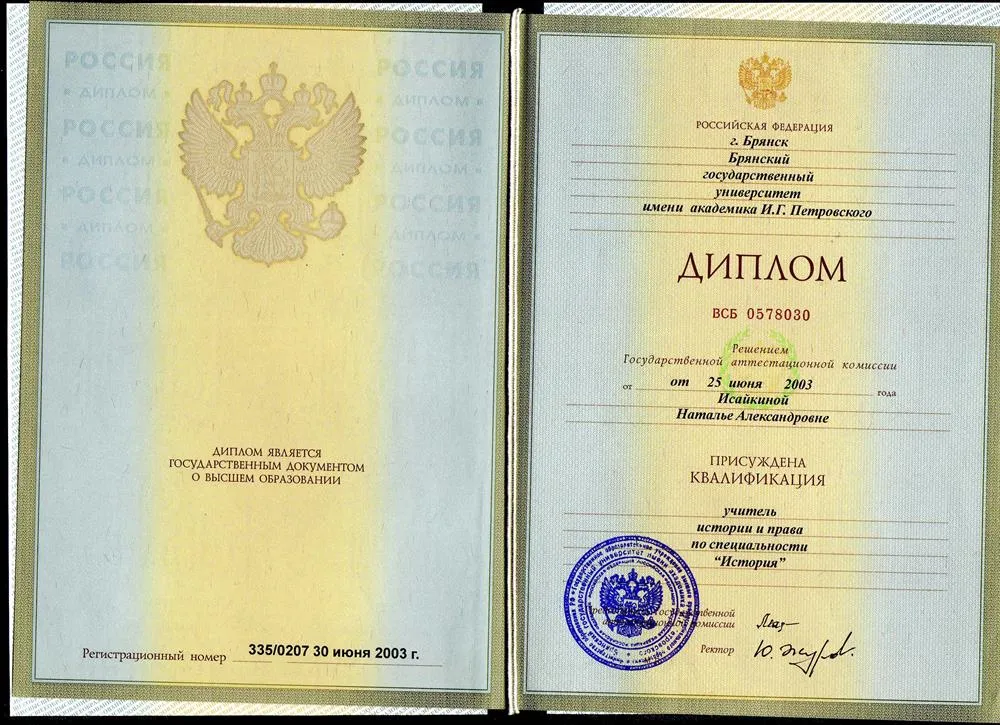 РОССИЯ РОССИЯ
• ДИПЛОМ • • ДИПЛОМ •
РОССИЯ РОССИЯ
• ДИПЛОМ • • ДИПЛОМ •
РОССИЯ РОССИЯ
• ДИПЛОМ • ДИПЛОМ •
РОССИЯ РОССИЯ
ДИПЛОМ ЯВЛЯЕТСЯ
ГОСУДАРСТВЕННЫМ ДОКУМЕНТОМ
О ВЫСШЕМ ОБРАЗОВАНИИ
Регистрационный номер 335/0207 30 июня 2003 г.
РОССИЙСКАЯ ФЕДЕРАЦИЯ
г. Брянск
Брянский
государственный
университет
имени академика И.Г. Петровского
ДИПЛОМ
ВСБ 0578030
Решением
Государственной аттестационной комиссии
от от 25 июня 2003 года
Исайкиной
Наталье Александровне
ПРИСУЖДЕНА
КВАЛИФИКАЦИЯ
учитель
истории и права
по специальности
“История”
Председатель Государственной
аттестационной комиссии
Ректор